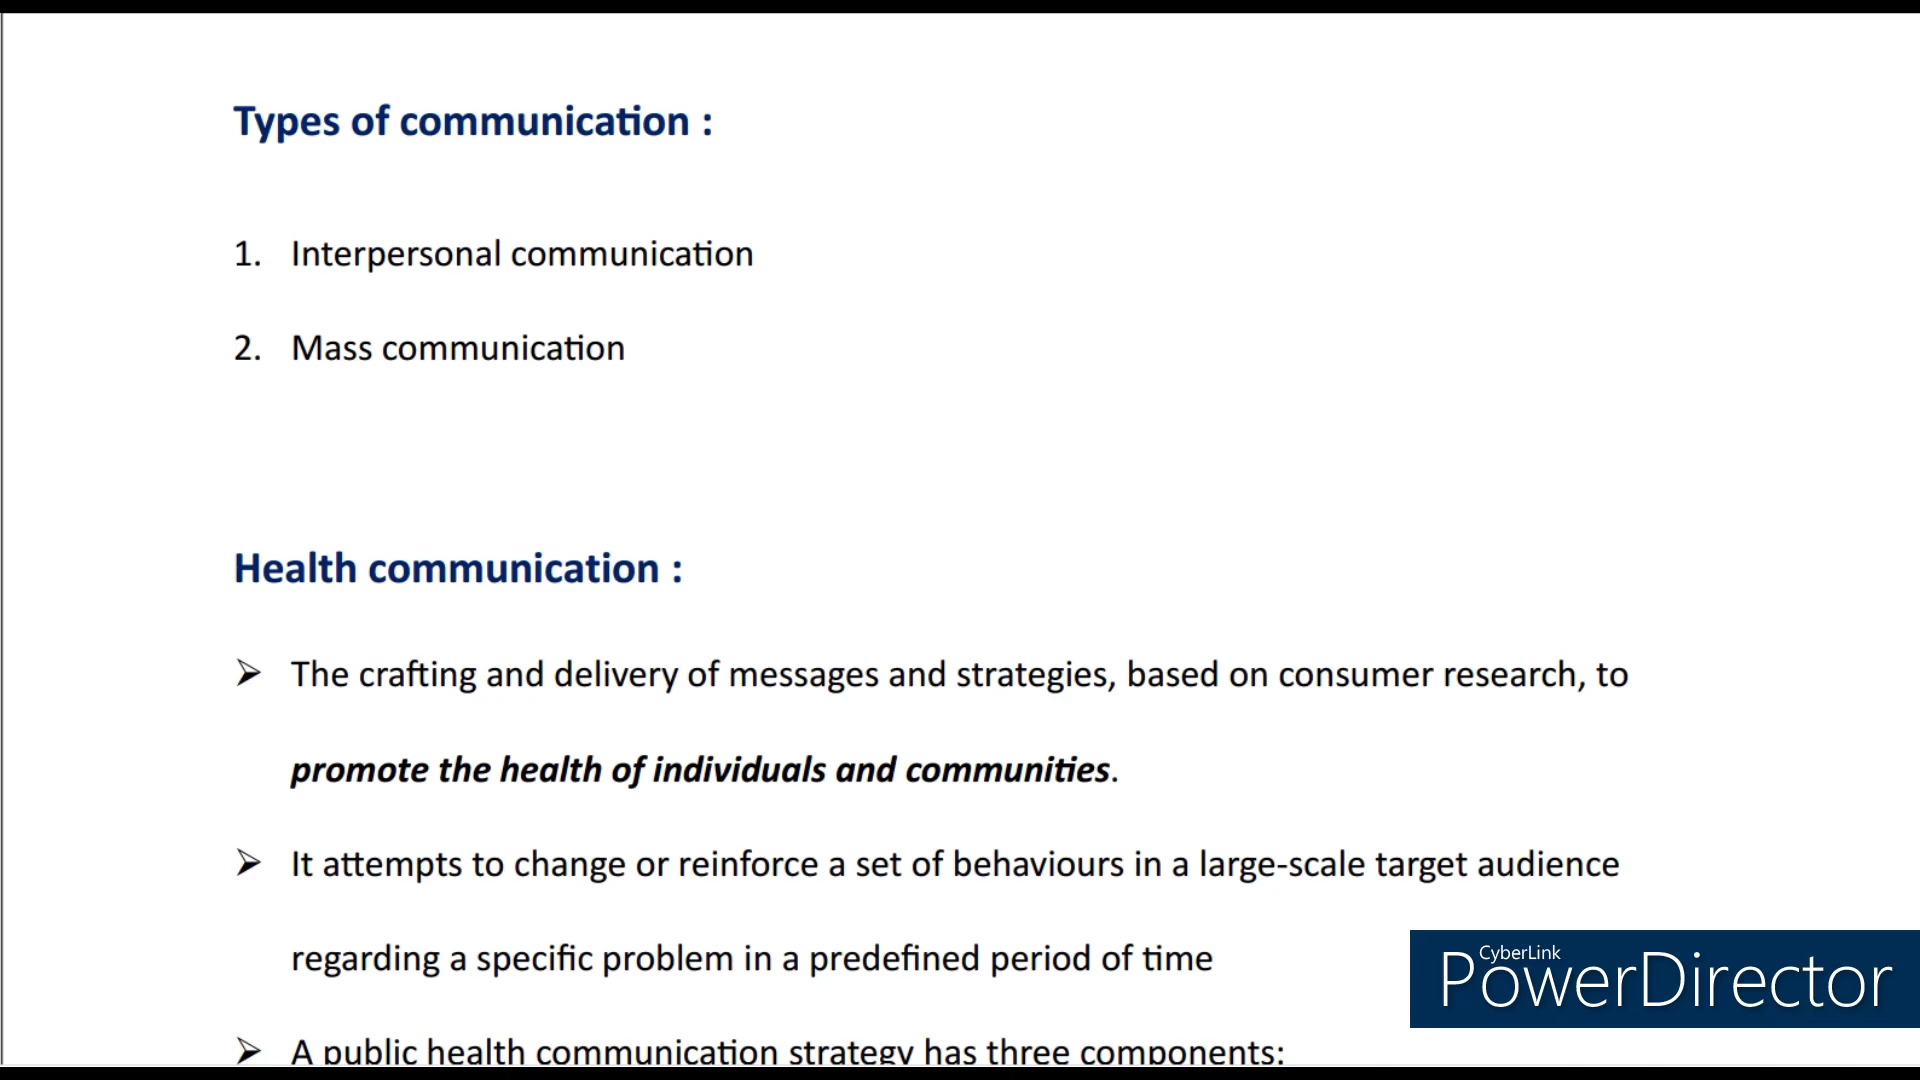 Types of communication :
1. Interpersonal communication
2. Mass communication
Health communication :
➢ The crafting and delivery of messages and strategies, based on consumer research, to
promote the health of individuals and communities.
➢ It attempts to change or reinforce a set of behaviours in a large-scale target audience
regarding a specific problem in a predefined period of time
➢ A public health communication strategy has three components:
CyberLink
PowerDirector